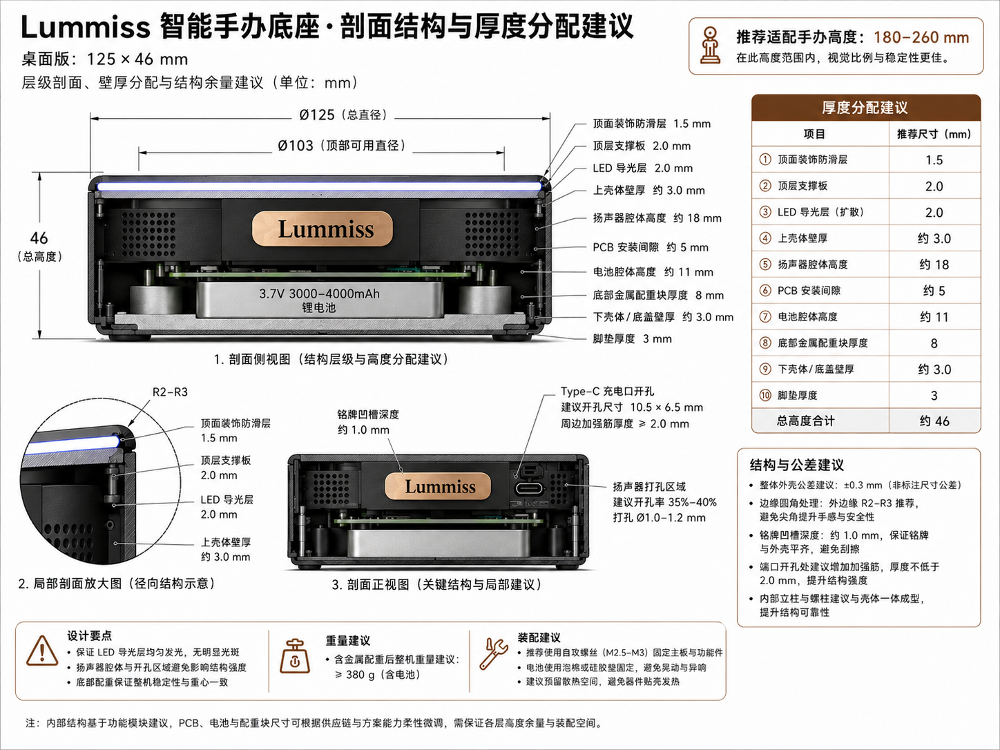 Lummiss 智能手办底座·剖面结构与厚度分配建议
桌面版：125 × 46 mm
层级剖面、壁厚分配与结构余量建议（单位：mm）
推荐适配手办高度：180–260 mm
在此高度范围内，视觉比例与稳定性更佳。
Ø125（总直径）
Ø103（顶部可用直径）
46
（总高度）
Lummiss
3.7V 3000–4000mAh
锂电池
顶面装饰防滑层 1.5 mm
顶层支撑板 2.0 mm
LED 导光层 2.0 mm
上壳体壁厚 约 3.0 mm
扬声器腔体高度 约 18 mm
PCB 安装间隙 约 5 mm
电池腔体高度 约 11 mm
底部金属配重块厚度 8 mm
下壳体/底盖壁厚 约 3.0 mm
脚垫厚度 3 mm
1. 剖面侧视图（结构层级与高度分配建议）
厚度分配建议
项目 推荐尺寸（mm）
① 顶面装饰防滑层 1.5
② 顶层支撑板 2.0
③ LED 导光层（扩散） 2.0
④ 上壳体壁厚 约 3.0
⑤ 扬声器腔体高度 约 18
⑥ PCB 安装间隙 约 5
⑦ 电池腔体高度 约 11
⑧ 底部金属配重块厚度 8
⑨ 下壳体/底盖壁厚 约 3.0
⑩ 脚垫厚度 3
总高度合计 约 46
R2–R3
顶面装饰防滑层
1.5 mm
顶层支撑板
2.0 mm
LED 导光层
2.0 mm
上壳体壁厚
约 3.0 mm
2. 局部剖面放大图（径向结构示意）
铭牌凹槽深度
约 1.0 mm
Type-C 充电口开孔
建议开孔尺寸 10.5 × 6.5 mm
周边加强筋厚度 ≥ 2.0 mm
Lummiss
扬声器打孔区域
建议开孔率 35%–40%
打孔 Ø1.0–1.2 mm
3. 剖面正视图（关键结构与局部建议）
结构与公差建议
• 整体外壳公差建议：±0.3 mm（非标注尺寸公差）
• 边缘圆角处理：外边缘 R2–R3 推荐，
避免尖角提升手感与安全性
• 铭牌凹槽深度：约 1.0 mm，保证铭牌
与外壳平齐，避免刮擦
• 端口开孔处建议增加加强筋，厚度不低于
2.0 mm，提升结构强度
• 内部立柱与螺柱建议与壳体一体成型，
提升结构可靠性
设计要点
• 保证 LED 导光层均匀发光，无明显光斑
• 扬声器腔体与开孔区域避免影响结构强度
• 底部配重保证整机稳定性与重心一致
重量建议
• 含金属配重后整机重量建议：
≥ 380 g（含电池）
装配建议
• 推荐使用自攻螺丝（M2.5–M3）固定主板与功能件
• 电池使用泡棉或硅胶垫固定，避免晃动与异响
• 建议预留散热空间，避免器件贴壳发热
注：内部结构基于功能模块建议，PCB、电池与配重块尺寸可根据供应链与方案能力柔性微调，需保证各层高度余量与装配空间。